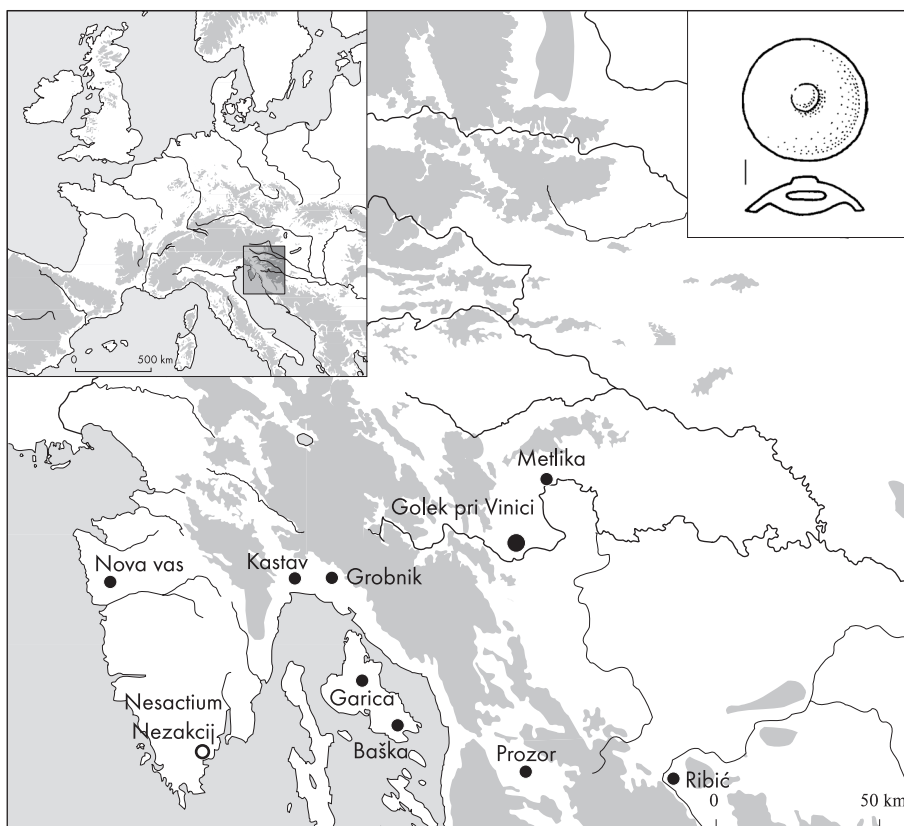 0 500 km
Metlika
Golek pri Vinici
Nova vas
Kastav
Grobnik
Garica
Nesactium
Nezakcij
Baška
Prozor
Ribić
0 50 km